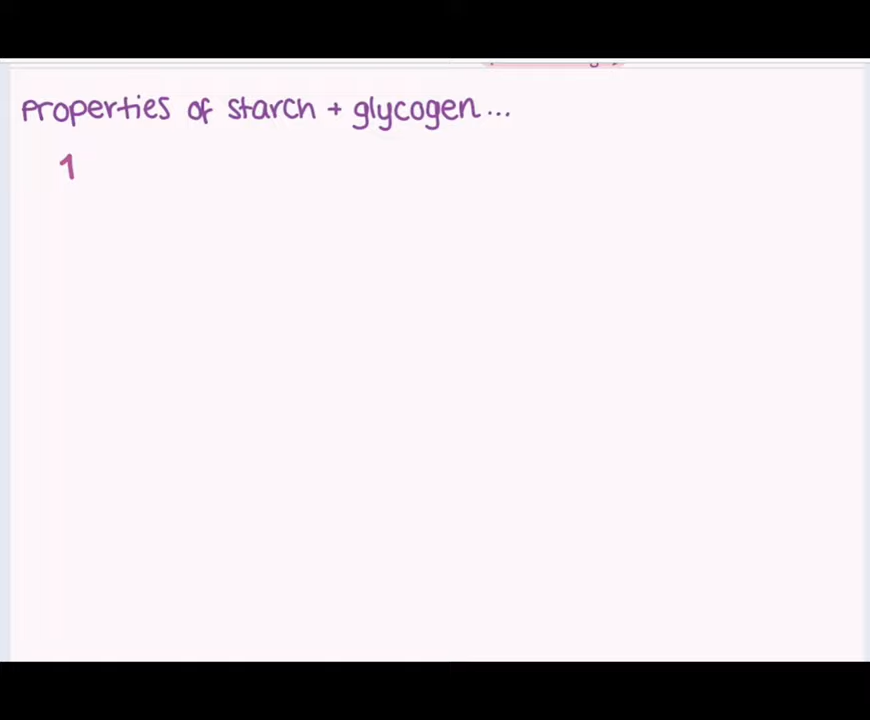 properties of starch + glycogen...
1